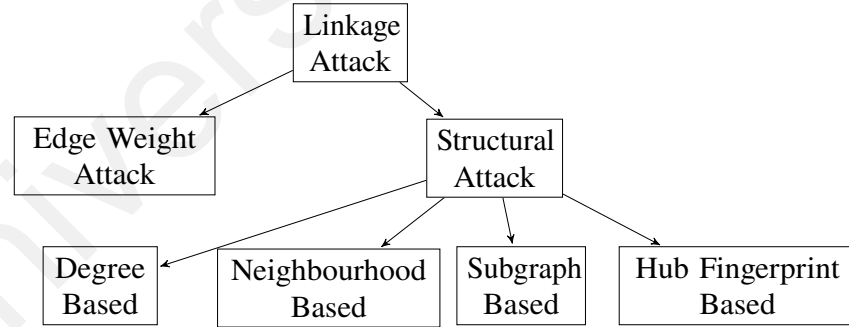 Linkage
Attack
Edge Weight
Attack
Structural
Attack
Degree
Based
Neighbourhood
Based
Subgraph
Based
Hub Fingerprint
Based